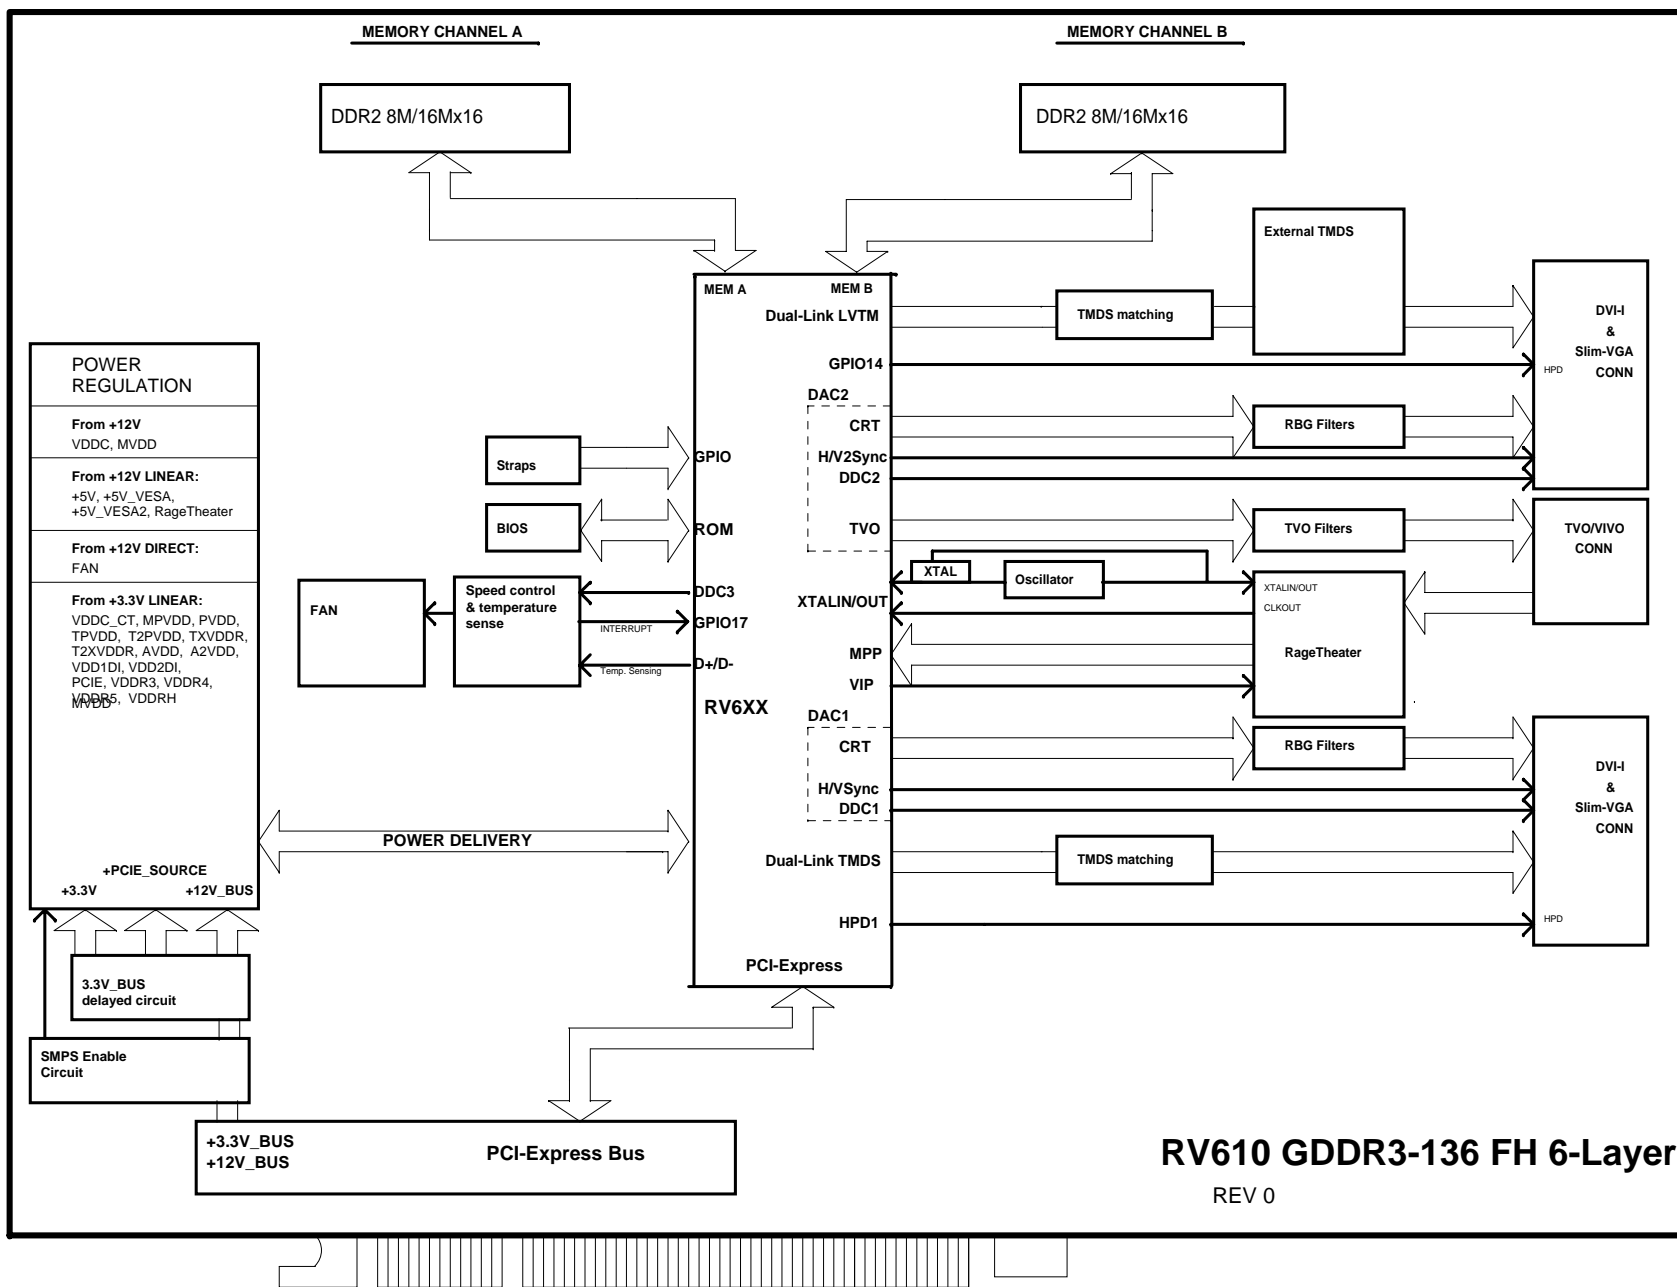 MEMORY CHANNEL A
MEMORY CHANNEL B
DDR2 8M/16Mx16
DDR2 8M/16Mx16
External TMDS
MEM A
MEM B
Dual-Link LVTM
TMDS matching
DVI-I
&
Slim-VGA
CONN
HPD
GPIO14
DAC2
CRT
RBG Filters
H/V2Sync
DDC2
TVO
TVO Filters
TVO/VIVO
CONN
POWER
REGULATION
From +12V
VDDC, MVDD
From +12V LINEAR:
+5V, +5V_VESA,
+5V_VESA2, RageTheater
From +12V DIRECT:
FAN
From +3.3V LINEAR:
VDDC_CT, MPVDD, PVDD,
TPVDD, T2PVDD, TXVDDR,
T2XVDDR, AVDD, A2VDD,
VDD1DI, VDD2DI,
PCIE, VDDR3, VDDR4,
VDDR5, VDDRH
MVDD
+PCIE_SOURCE
+3.3V
+12V_BUS
Straps
GPIO
BIOS
ROM
FAN
Speed control
& temperature
sense
DDC3
INTERRUPT
GPIO17
Temp. Sensing
D+/D-
RV6XX
XTAL
Oscillator
XTALIN/OUT
XTALIN/OUT
CLKOUT
RageTheater
MPP
VIP
DAC1
CRT
RBG Filters
H/VSync
DDC1
DVI-I
&
Slim-VGA
CONN
POWER DELIVERY
Dual-Link TMDS
TMDS matching
HPD1
HPD
PCI-Express
3.3V_BUS
delayed circuit
SMPS Enable
Circuit
+3.3V_BUS
+12V_BUS
PCI-Express Bus
RV610 GDDR3-136 FH 6-Layer
REV 0